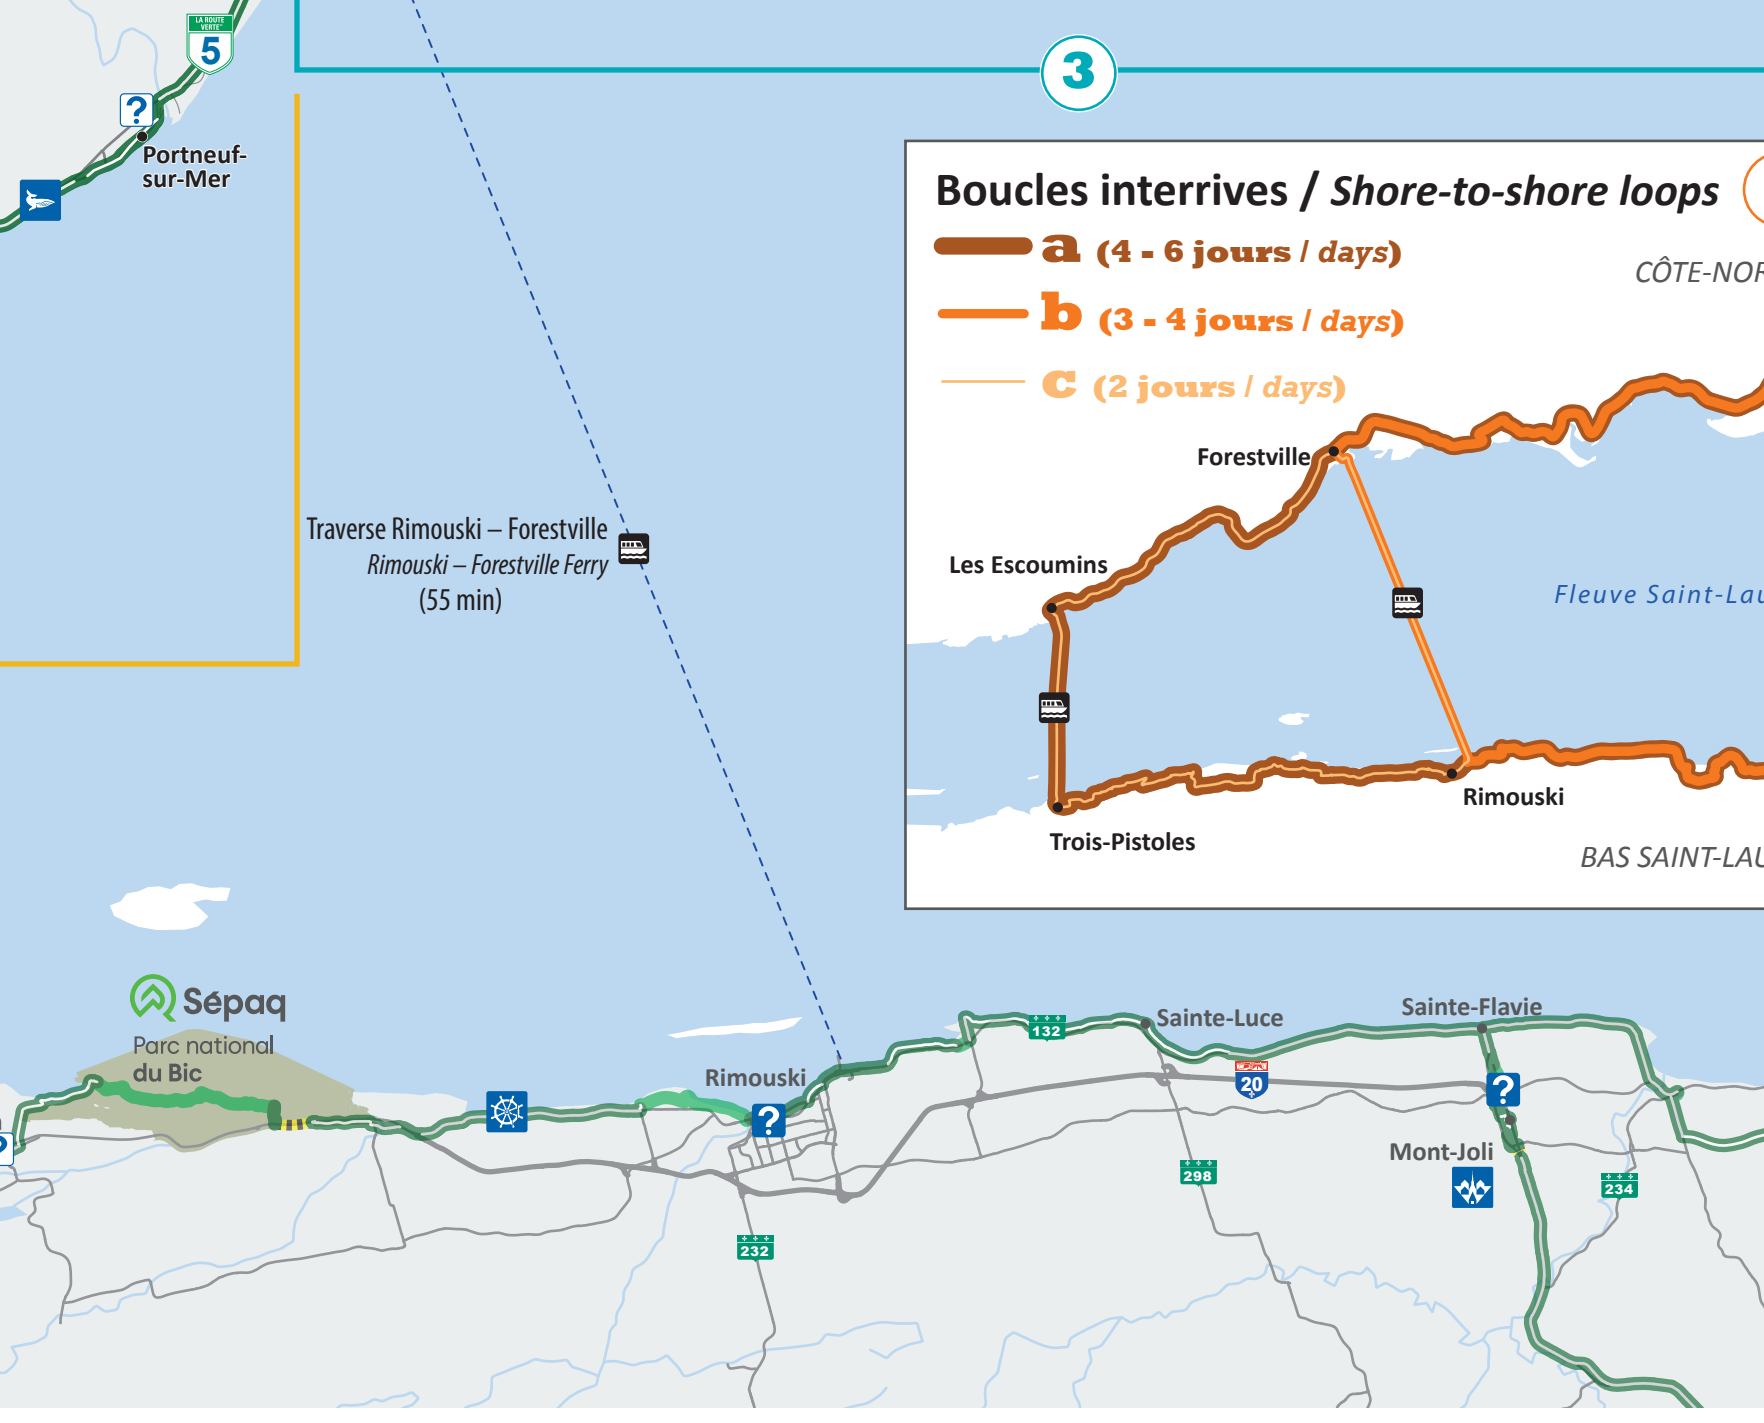 LA ROUTE
VERTE
5
?
Portneuf-
sur-Mer
3
Boucles interrives / Shore-to-shore loops
a (4 - 6 jours / days)
b (3 - 4 jours / days)
c (2 jours / days)
CÔTE-NOR
Forestville
Les Escoumins
Fleuve Saint-Lau
Rimouski
Trois-Pistoles
BAS SAINT-LAU
Traverse Rimouski – Forestville
Rimouski – Forestville Ferry
(55 min)
Sépaq
Parc national
du Bic
Rimouski
?
132
Sainte-Luce
Sainte-Flavie
20
?
Mont-Joli
298
234
232
?